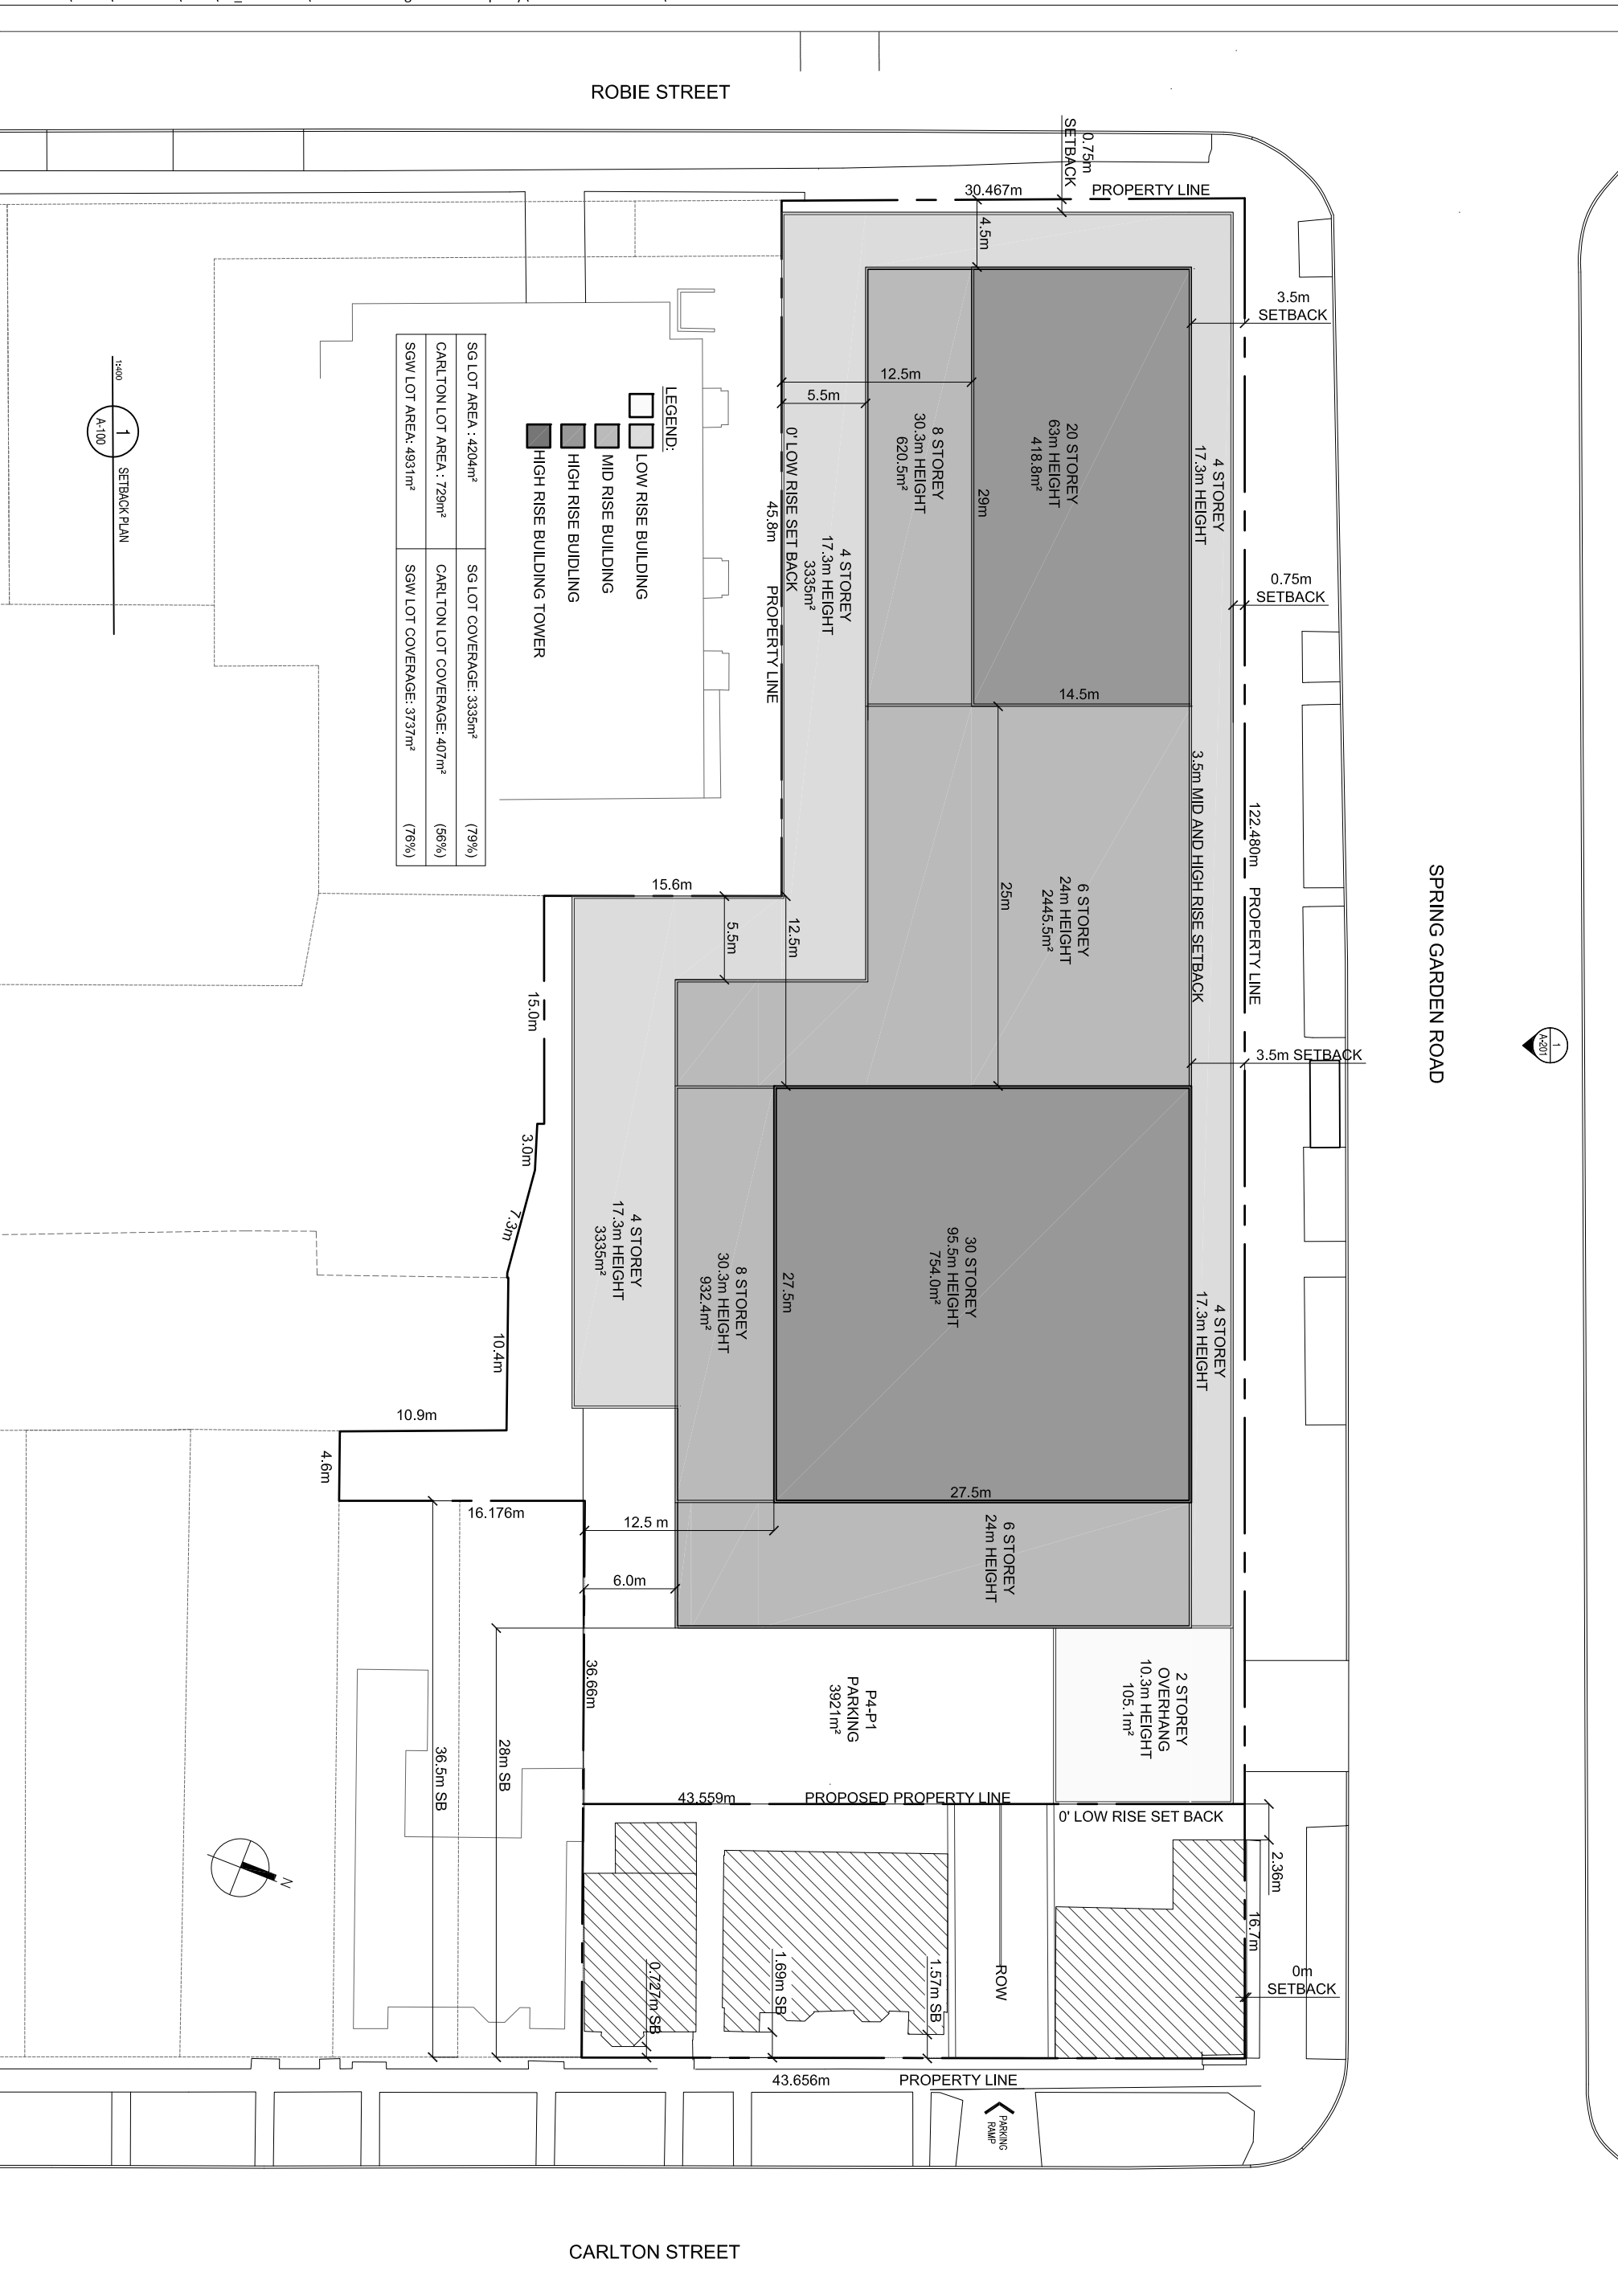 ROBIE STREET
0.75m
SETBACK
30.467m
PROPERTY LINE
4.5m
3.5m
SETBACK
12.5m
5.5m
20 STOREY
63m HEIGHT
418.8m²
8 STOREY
30.3m HEIGHT
620.5m²
29m
4 STOREY
17.3m HEIGHT
0' LOW RISE SET BACK
45.8m
PROPERTY LINE
4 STOREY
17.3m HEIGHT
3335m²
0.75m
SETBACK
14.5m
LEGEND:
LOW RISE BUILDING
MID RISE BUILDING
HIGH RISE BUIDLING
HIGH RISE BUILDING TOWER
SG LOT AREA : 4204m²
SG LOT COVERAGE: 3335m²
(79%)
CARLTON LOT AREA : 729m²
CARLTON LOT COVERAGE: 407m²
(56%)
SGW LOT AREA: 4931m²
SGW LOT COVERAGE: 3737m²
(76%)
1:400
1
A-100
SETBACK PLAN
3.5m MID AND HIGH RISE SETBACK
122.480m
PROPERTY LINE
SPRING GARDEN ROAD
1
A-201
15.6m
5.5m
12.5m
25m
6 STOREY
24m HEIGHT
2445.5m²
3.5m SETBACK
15.0m
3.0m
7.3m
10.4m
10.9m
4.6m
4 STOREY
17.3m HEIGHT
3335m²
8 STOREY
30.3m HEIGHT
932.4m²
27.5m
30 STOREY
95.5m HEIGHT
754.0m²
4 STOREY
17.3m HEIGHT
27.5m
16.176m
12.5 m
6.0m
6 STOREY
24m HEIGHT
36.66m
28m SB
36.5m SB
P4-P1
PARKING
3921m²
2 STOREY
OVERHANG
10.3m HEIGHT
105.1m²
43.559m
PROPOSED PROPERTY LINE
0' LOW RISE SET BACK
2.36m
16.7m
0m
SETBACK
N
0.727m SB
1.69m SB
1.57m SB
ROW
43.656m
PROPERTY LINE
PARKING
RAMP
CARLTON STREET